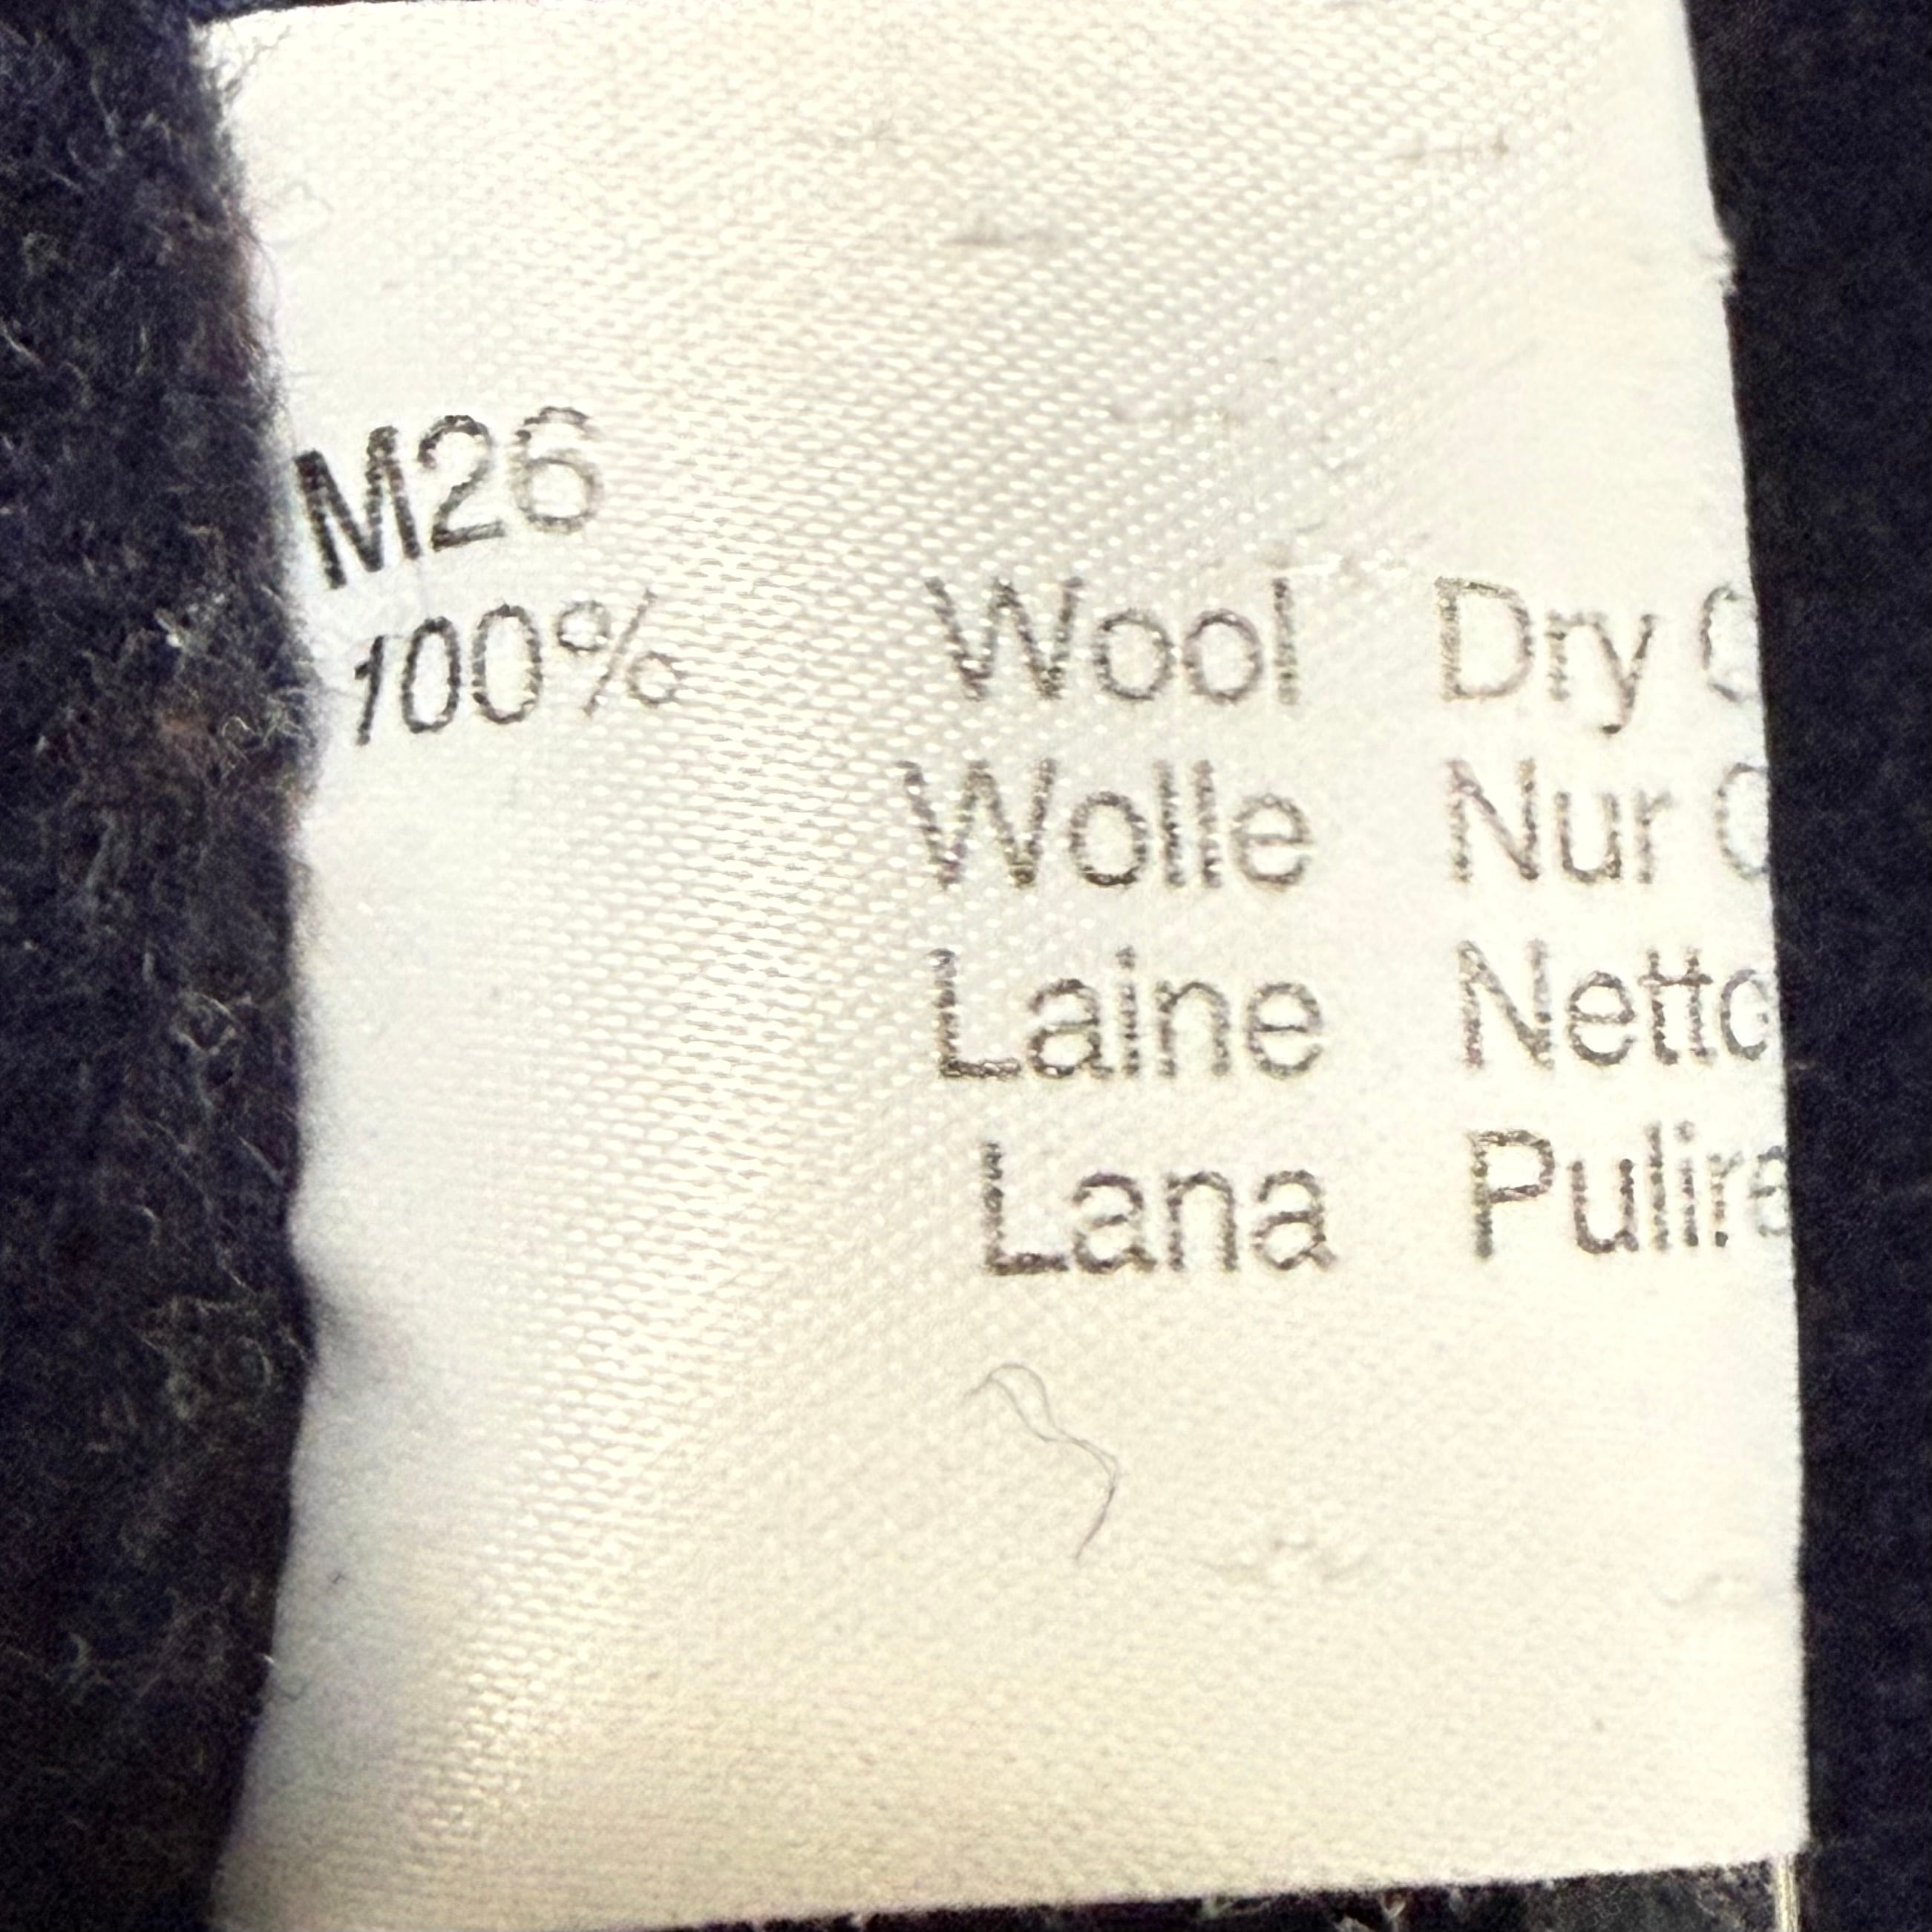 M26
100% Wool Dry
Wolle Nur
Laine
Lana